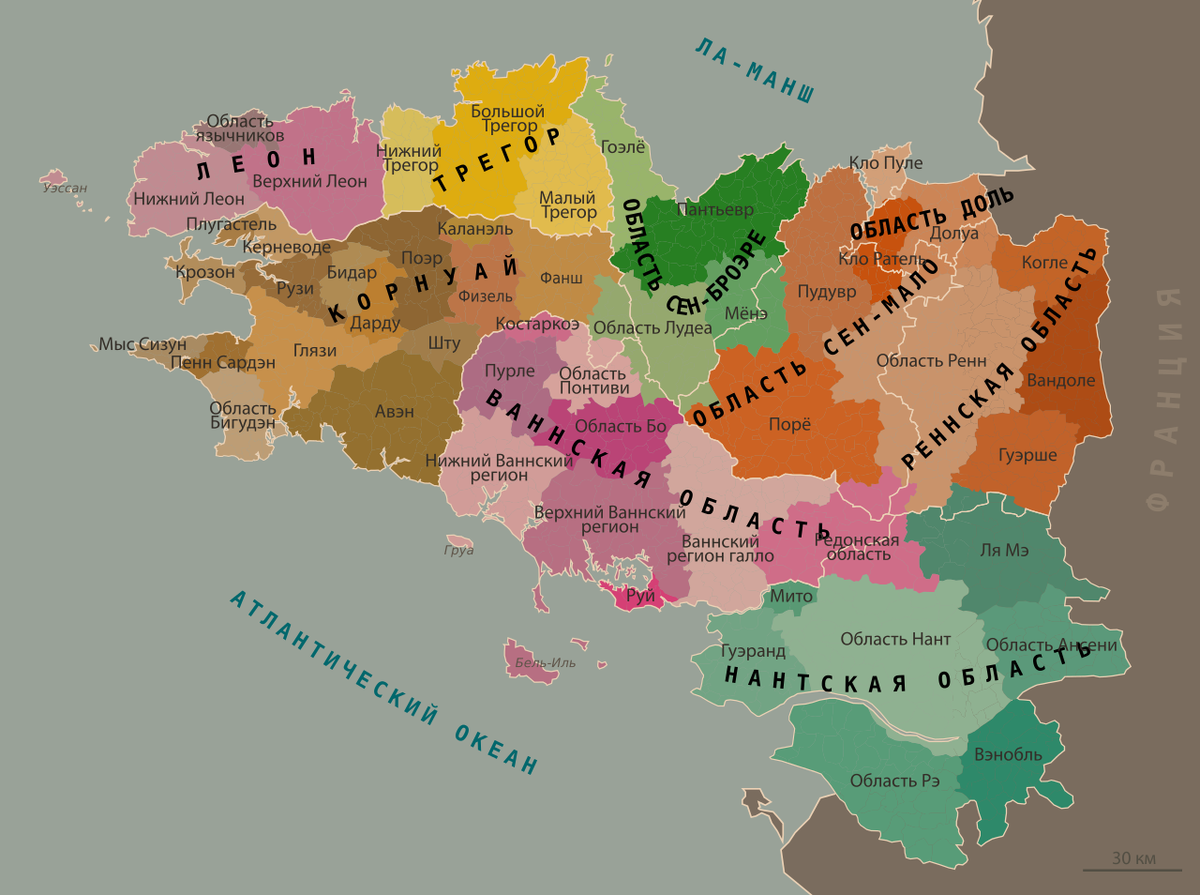 ЛА-МАНШ
Большой
Трегор
Область
язычников
ТРЕГОР
Нижний
Трегор
Гоэлё
ЛЕОН
Кло Пуле
Верхний Леон
Нижний Леон
Уэссан
Малый
Трегор
Пантьевр
ОБЛАСТЬ ДОЛЬ
Плугастель
Каланэль
Долуа
Керневоде
ОБЛАСТЬ
СЕН-БРОЭРЕ
Поэр
Кло Ратель
Когле
Крозон
Бидар
КОРНУАЙ
Фанш
Рузи
Физель
Пудувр
Дарду
Костаркоэ
Область Лудеа
Мёнэ
ОБЛАСТЬ СЕН-МАЛО
Мыс Сизун
Глязи
Шту
Пенн Сардэн
Область Ренн
РЕННСКАЯ ОБЛАСТЬ
Пурле
Область
Понтиви
Вандоле
Область
Бигудэн
Авэн
Область Бо
Порё
ВАННСКАЯ ОБЛАСТЬ
Гуэрше
Нижний Ваннский
регион
Верхний Ваннский
регион
Ваннский
регион галло
Редонская
область
Ля Мэ
Груа
Руй
Мито
Область Нант
Область Ансени
Гуэранд
НАНТСКАЯ ОБЛАСТЬ
Бель-Иль
АТЛАНТИЧЕСКИЙ ОКЕАН
Вэнобль
Область Рэ
ФРАНЦИЯ
30 км